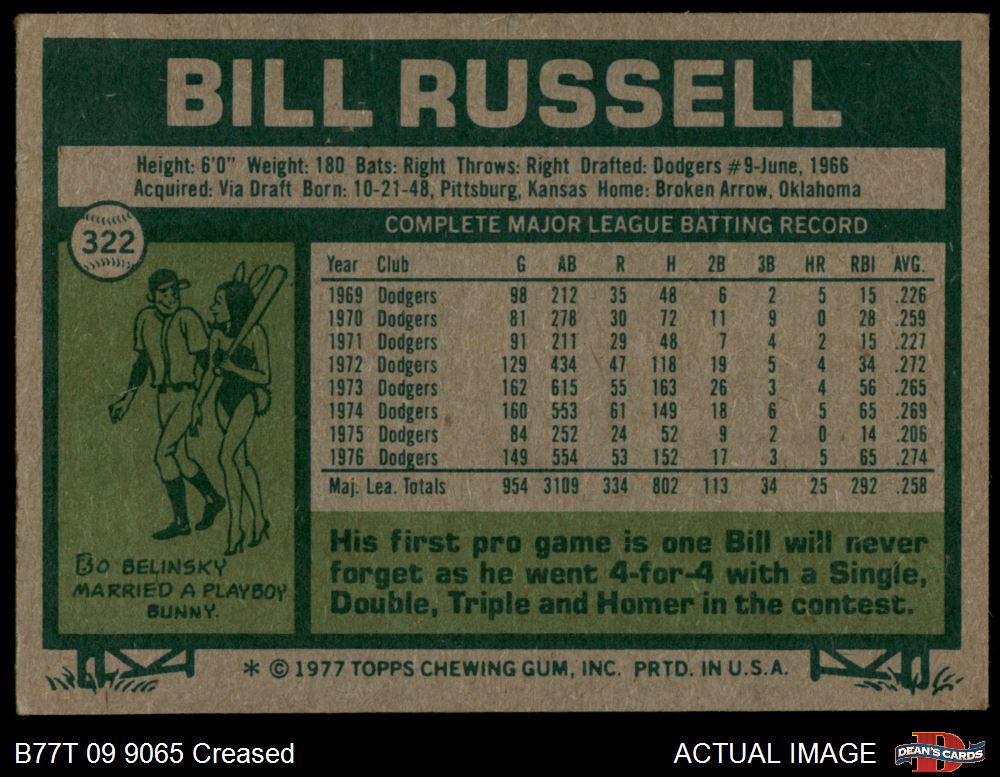 BILL RUSSELL
Height: 6'0" Weight: 180 Bats: Right Throws: Right Drafted: Dodgers #9-June, 1966
Acquired: Via Draft Born: 10-21-48, Pittsburg, Kansas Home: Broken Arrow, Oklahoma
322
COMPLETE MAJOR LEAGUE BATTING RECORD
Year Club G AB R H 2B 3B HR RBI AVG.
1969 Dodgers 98 212 35 48 6 2 5 15 .226
1970 Dodgers 81 278 30 72 11 9 0 28 .259
1971 Dodgers 91 211 29 48 7 4 2 15 .227
1972 Dodgers 129 434 47 118 19 5 4 34 .272
1973 Dodgers 162 615 55 163 26 3 4 56 .265
1974 Dodgers 160 553 61 149 18 6 5 65 .269
1975 Dodgers 84 252 24 52 9 2 0 14 .206
1976 Dodgers 149 554 53 152 17 3 5 65 .274
Maj. Lea. Totals 954 3109 334 802 113 34 25 292 .258
BO BELINSKY
MARRIED A PLAYBOY
BUNNY.
His first pro game is one Bill will never
forget as he went 4-for-4 with a Single,
Double, Triple and Homer in the contest.
* © 1977 TOPPS CHEWING GUM, INC. PRTD. IN U.S.A.
B77T 09 9065 Creased
ACTUAL IMAGE
DEAN'S CARDS